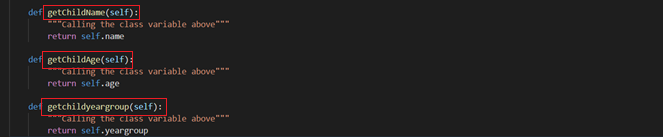 def getChildName(self):
"""Calling the class variable above"""
return self.name
def getChildAge(self):
"""Calling the class variable above"""
return self.age
def getchildyeargroup(self):
"""Calling the class variable above"""
return self.yeargroup